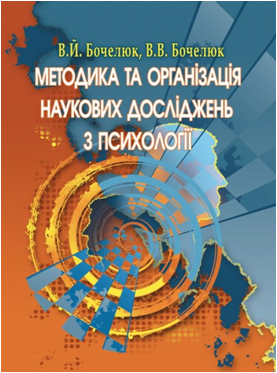 В.Й. Бочелюк, В.В. Бочелюк
МЕТОДИКА ТА ОРГАНІЗАЦІЯ
НАУКОВИХ ДОСЛІДЖЕНЬ
З ПСИХОЛОГІЇ